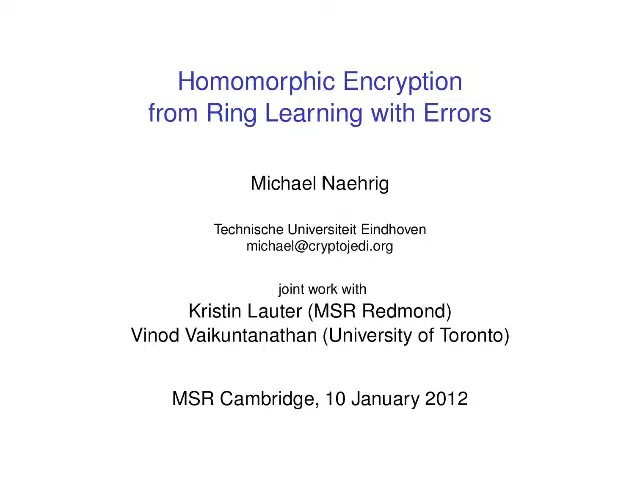 Homomorphic Encryption
from Ring Learning with Errors
Michael Naehrig
Technische Universiteit Eindhoven
michael@cryptojedi.org
joint work with
Kristin Lauter (MSR Redmond)
Vinod Vaikuntanathan (University of Toronto)
MSR Cambridge, 10 January 2012